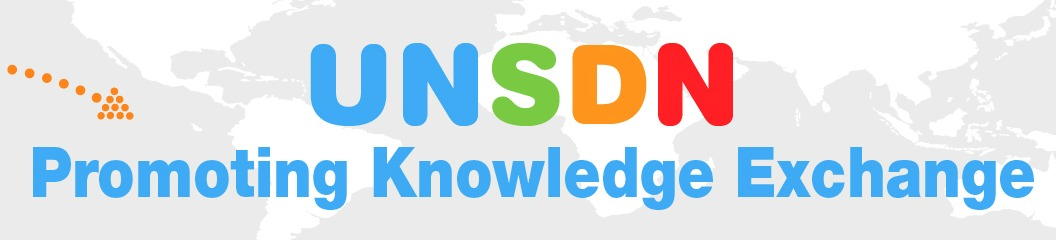 UNSDN
Promoting Knowledge Exchange